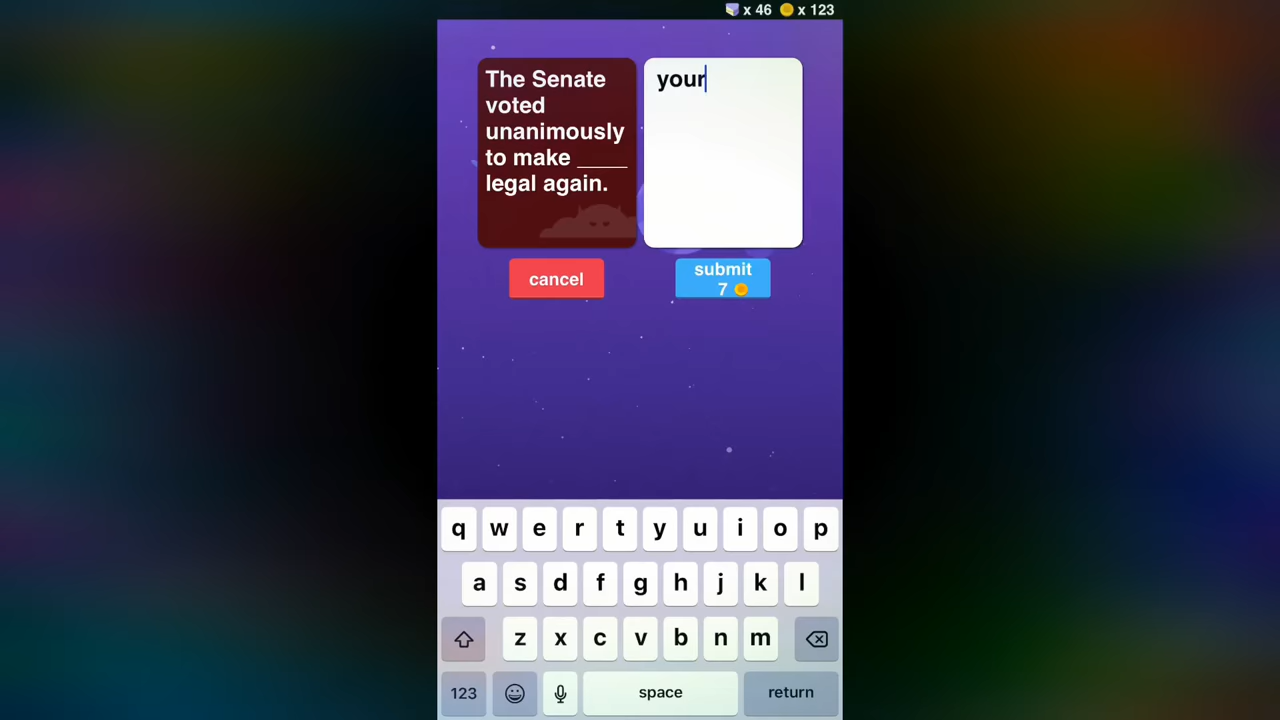 x 46 x 123
The Senate
voted
unanimously
to make _____
legal again.
your
cancel
submit
7
q w e r t y u i o p
a s d f g h j k l
z x c v b n m
123 space return